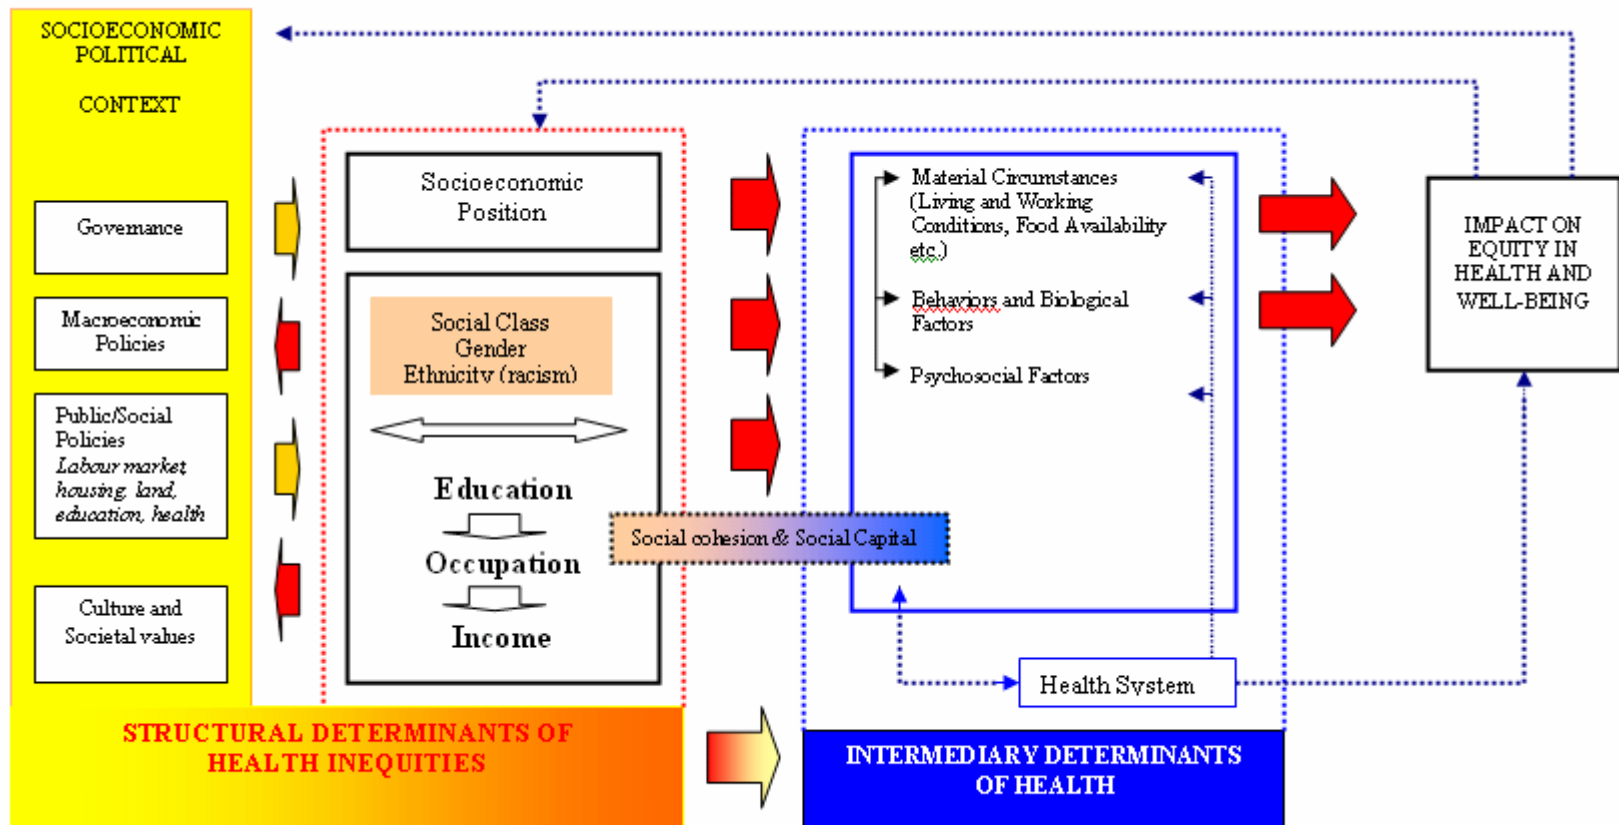 SOCIOECONOMIC
POLITICAL
CONTEXT
Governance
Macroeconomic
Policies
Public/Social
Policies
Labour market,
housing, land,
education, health
Culture and
Societal values
Socioeconomic
Position
Social Class
Gender
Ethnicity (racism)
Education
Occupation
Income
Social cohesion & Social Capital
STRUCTURAL DETERMINANTS OF
HEALTH INEQUITIES
Material Circumstances
(Living and Working
Conditions, Food Availability
etc.)
Behaviors and Biological
Factors
Psychosocial Factors
Health System
INTERMEDIARY DETERMINANTS
OF HEALTH
IMPACT ON
EQUITY IN
HEALTH AND
WELL-BEING